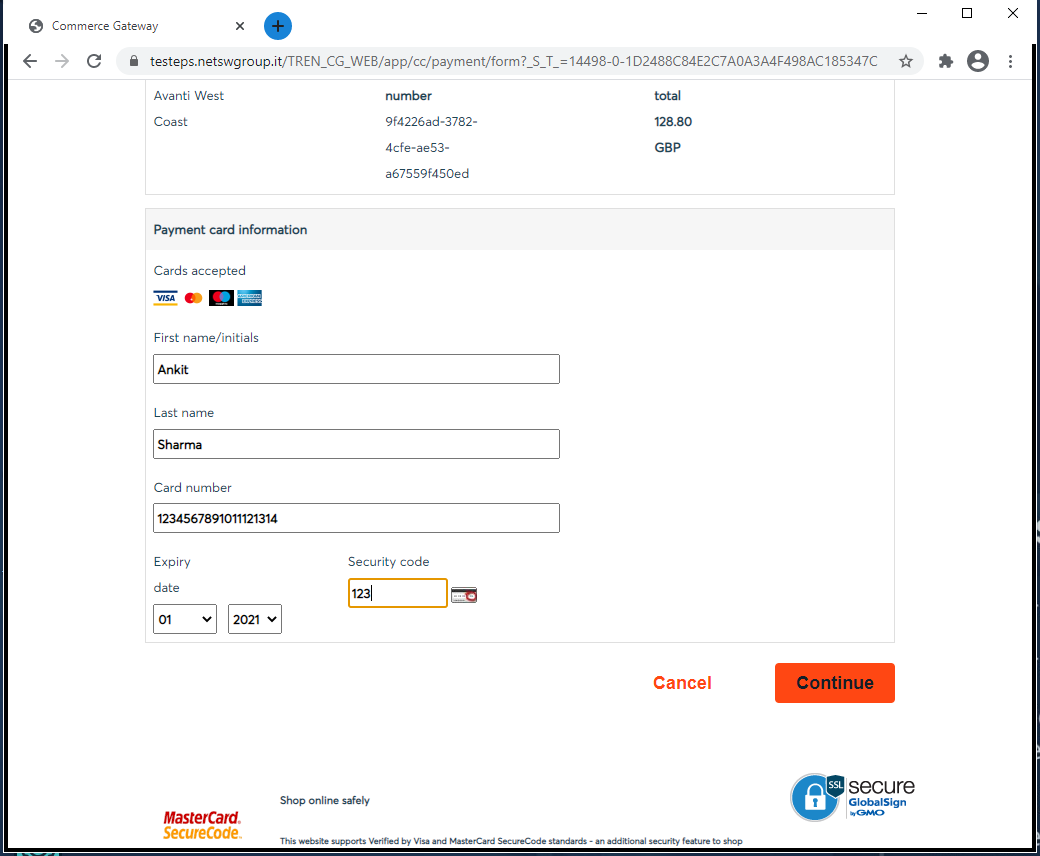 Commerce Gateway
testeps.netswgroup.it/TREN_CG_WEB/app/cc/payment/form?_S_T_=14498-0-1D2488C84E2C7A0A3A4F498AC185347C
Avanti West number total
Coast 9f4226ad-3782- 128.80
4cfe-ae53- GBP
a67559f450ed
Payment card information
Cards accepted
VISA
First name/initials
Ankit
Last name
Sharma
Card number
1234567891011121314
Expiry Security code
date
123
01 2021
Cancel Continue
SSL secure
GlobalSign
by GMO
Shop online safely
MasterCard.
SecureCode.
This website supports Verified by Visa and MasterCard SecureCode standards - an additional security feature to shop